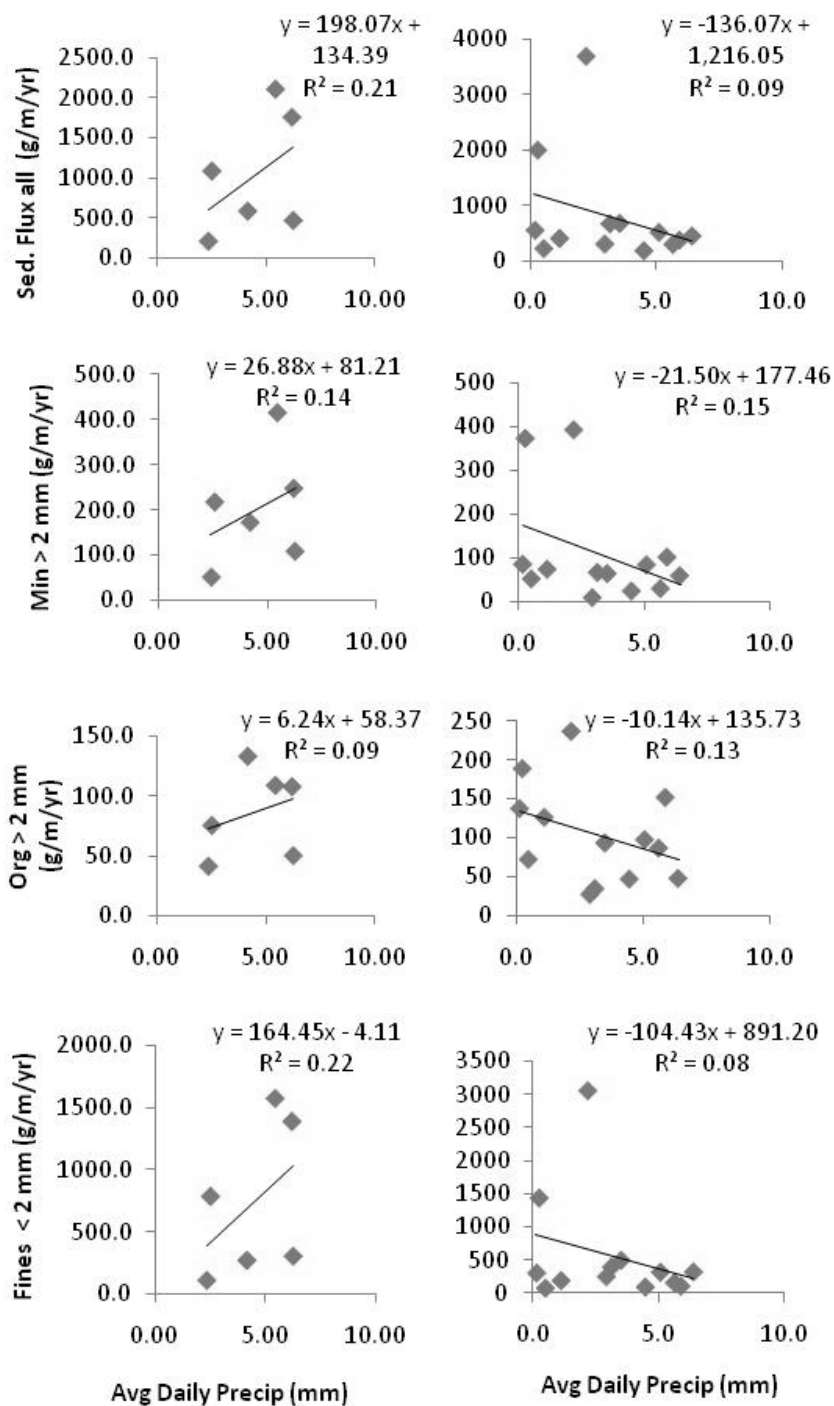 y = 198.07x +
134.39
R² = 0.21
Sed. Flux all (g/m/yr)
2500.0
2000.0
1500.0
1000.0
500.0
0.0
0.00 5.00 10.00
y = -136.07x +
1,216.05
R² = 0.09
4000
3000
2000
1000
0
0.0 5.0 10.0
y = 26.88x + 81.21
R² = 0.14
Min > 2 mm (g/m/yr)
500.0
400.0
300.0
200.0
100.0
0.0
0.00 5.00 10.00
y = -21.50x + 177.46
R² = 0.15
500
400
300
200
100
0
0.0 5.0 10.0
y = 6.24x + 58.37
R² = 0.09
Org > 2 mm
(g/m/yr)
150.0
100.0
50.0
0.0
0.00 5.00 10.00
y = -10.14x + 135.73
R² = 0.13
250
200
150
100
50
0
0.0 5.0 10.0
y = 164.45x - 4.11
R² = 0.22
Fines < 2 mm (g/m/yr)
2000.0
1500.0
1000.0
500.0
0.0
0.00 5.00 10.00
Avg Daily Precip (mm)
y = -104.43x + 891.20
R² = 0.08
3500
3000
2500
2000
1500
1000
500
0
0.0 5.0 10.0
Avg Daily Precip (mm)